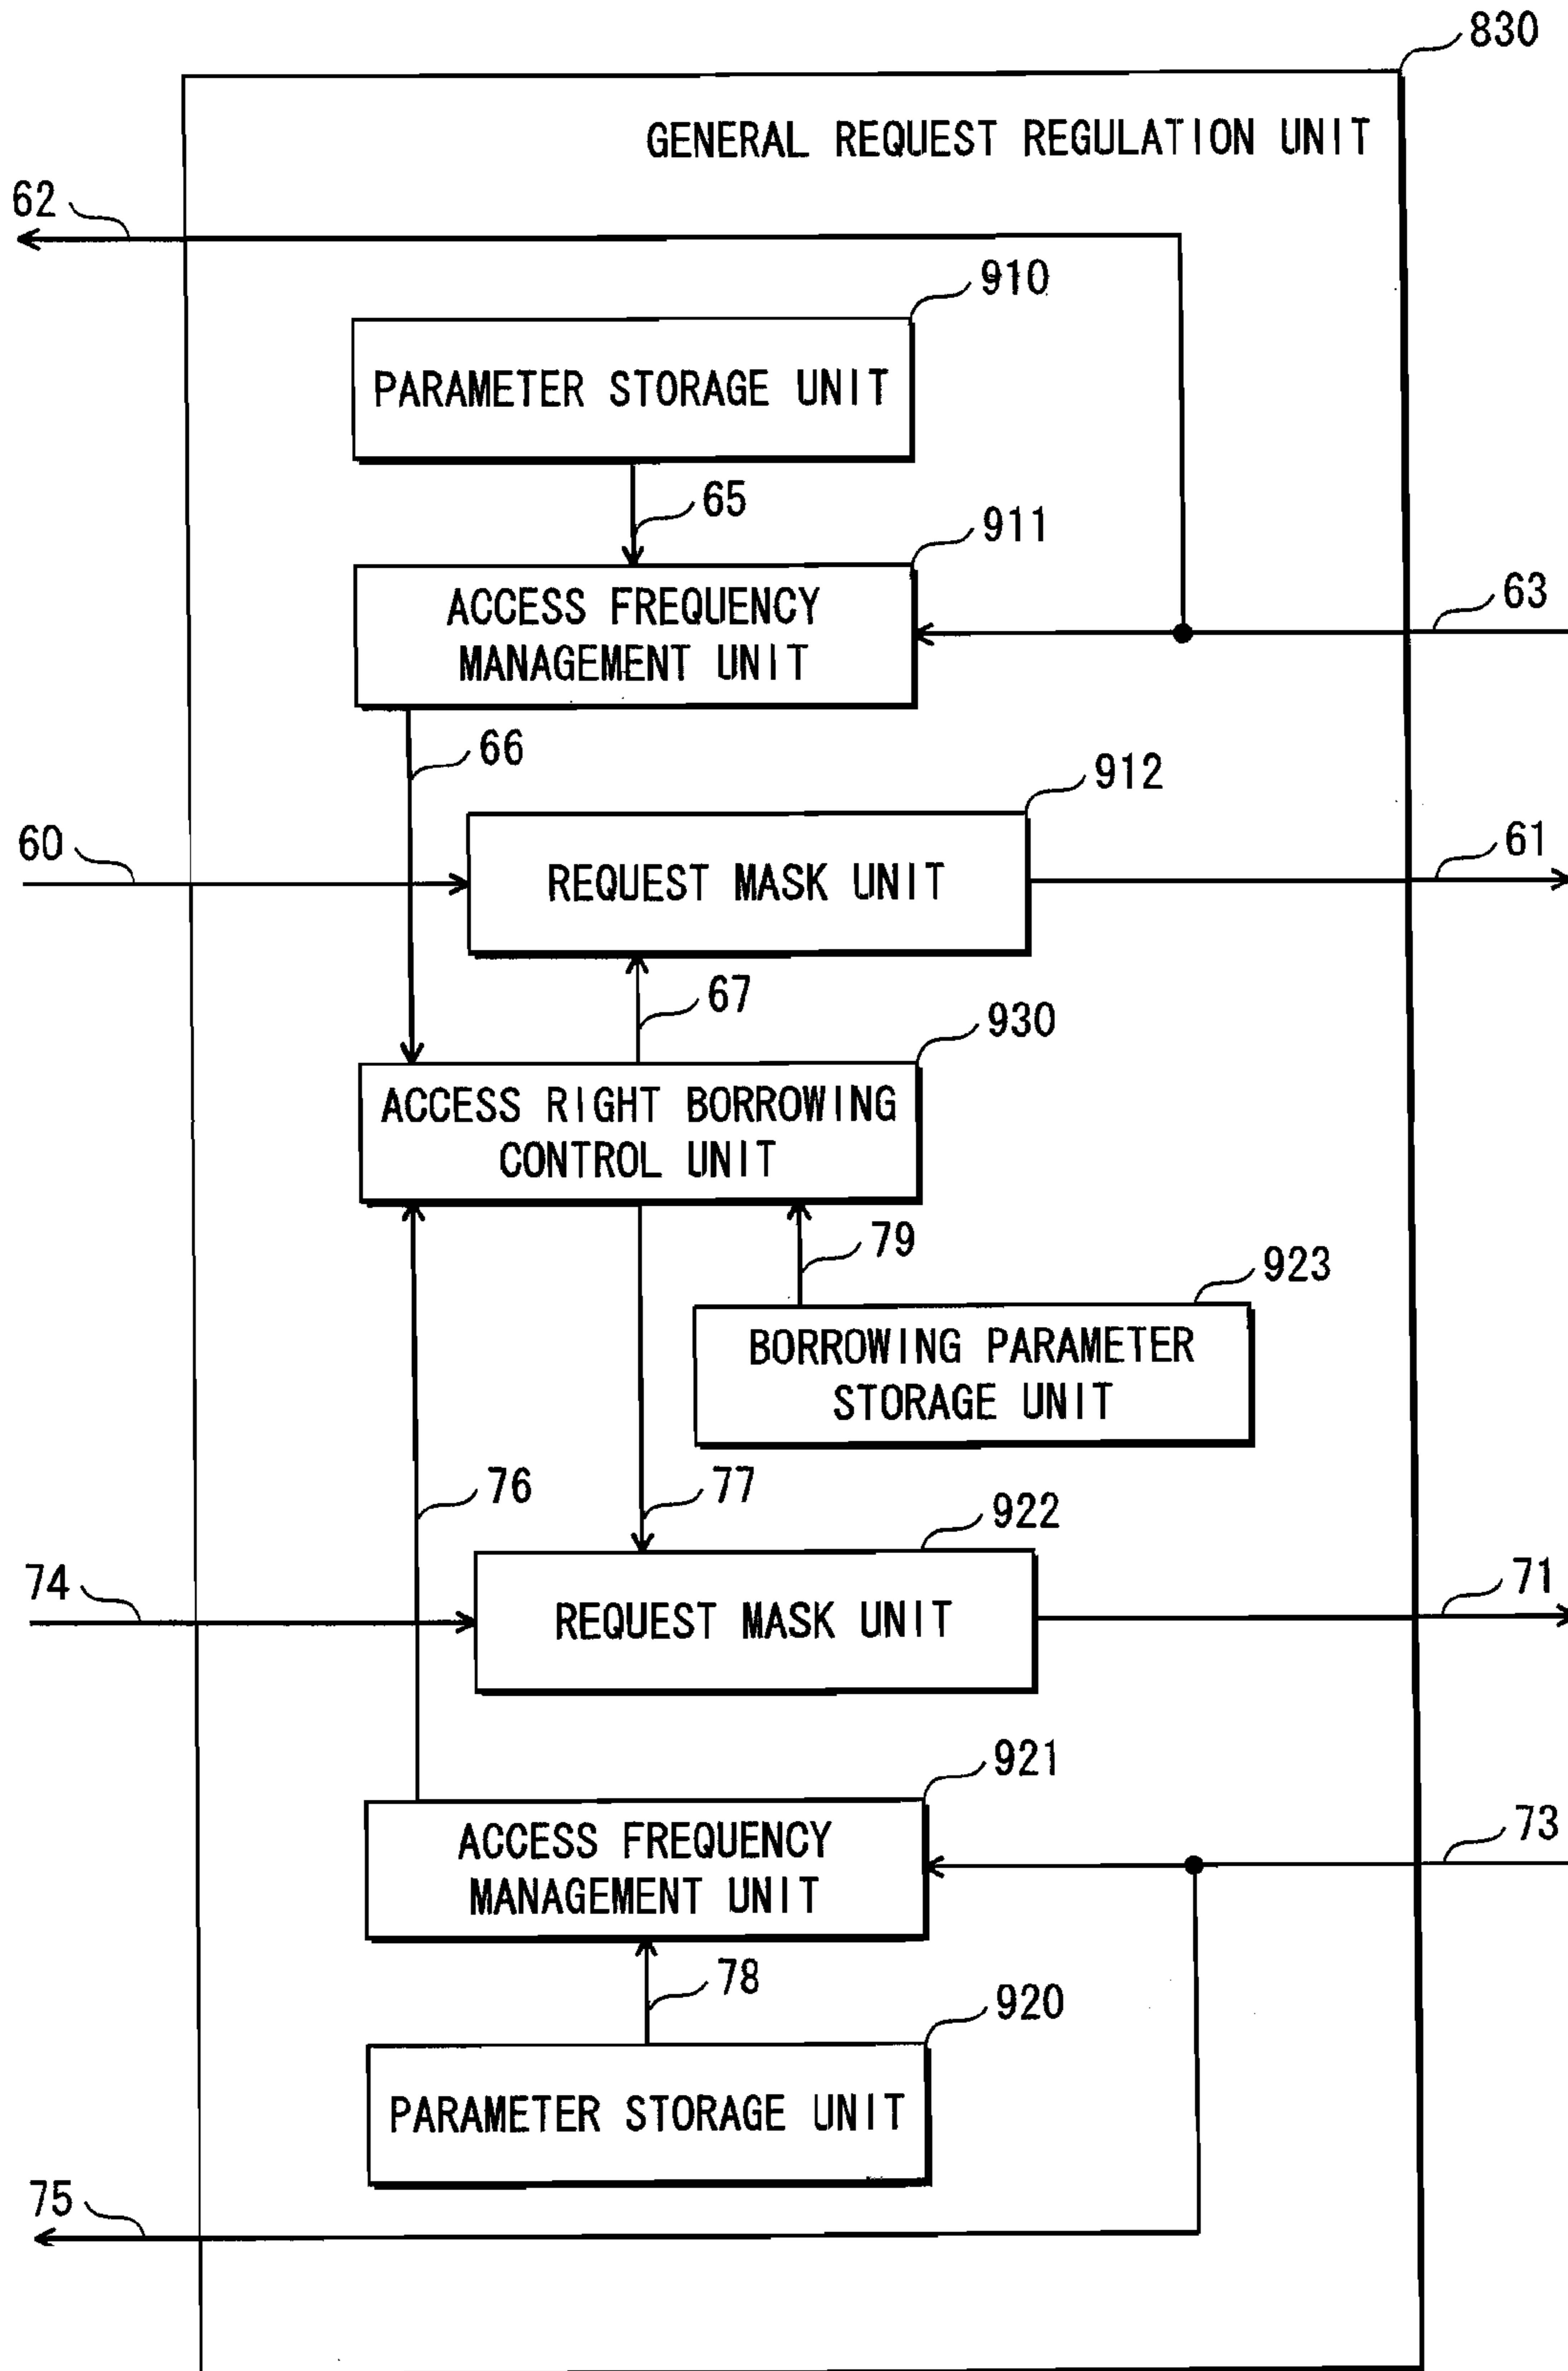 830
GENERAL REQUEST REGULATION UNIT
62
910
PARAMETER STORAGE UNIT
65
911
ACCESS FREQUENCY
MANAGEMENT UNIT
63
66
912
60
REQUEST MASK UNIT
61
67
930
ACCESS RIGHT BORROWING
CONTROL UNIT
79
923
BORROWING PARAMETER
STORAGE UNIT
76
77
922
74
REQUEST MASK UNIT
71
921
ACCESS FREQUENCY
MANAGEMENT UNIT
73
78
920
PARAMETER STORAGE UNIT
75